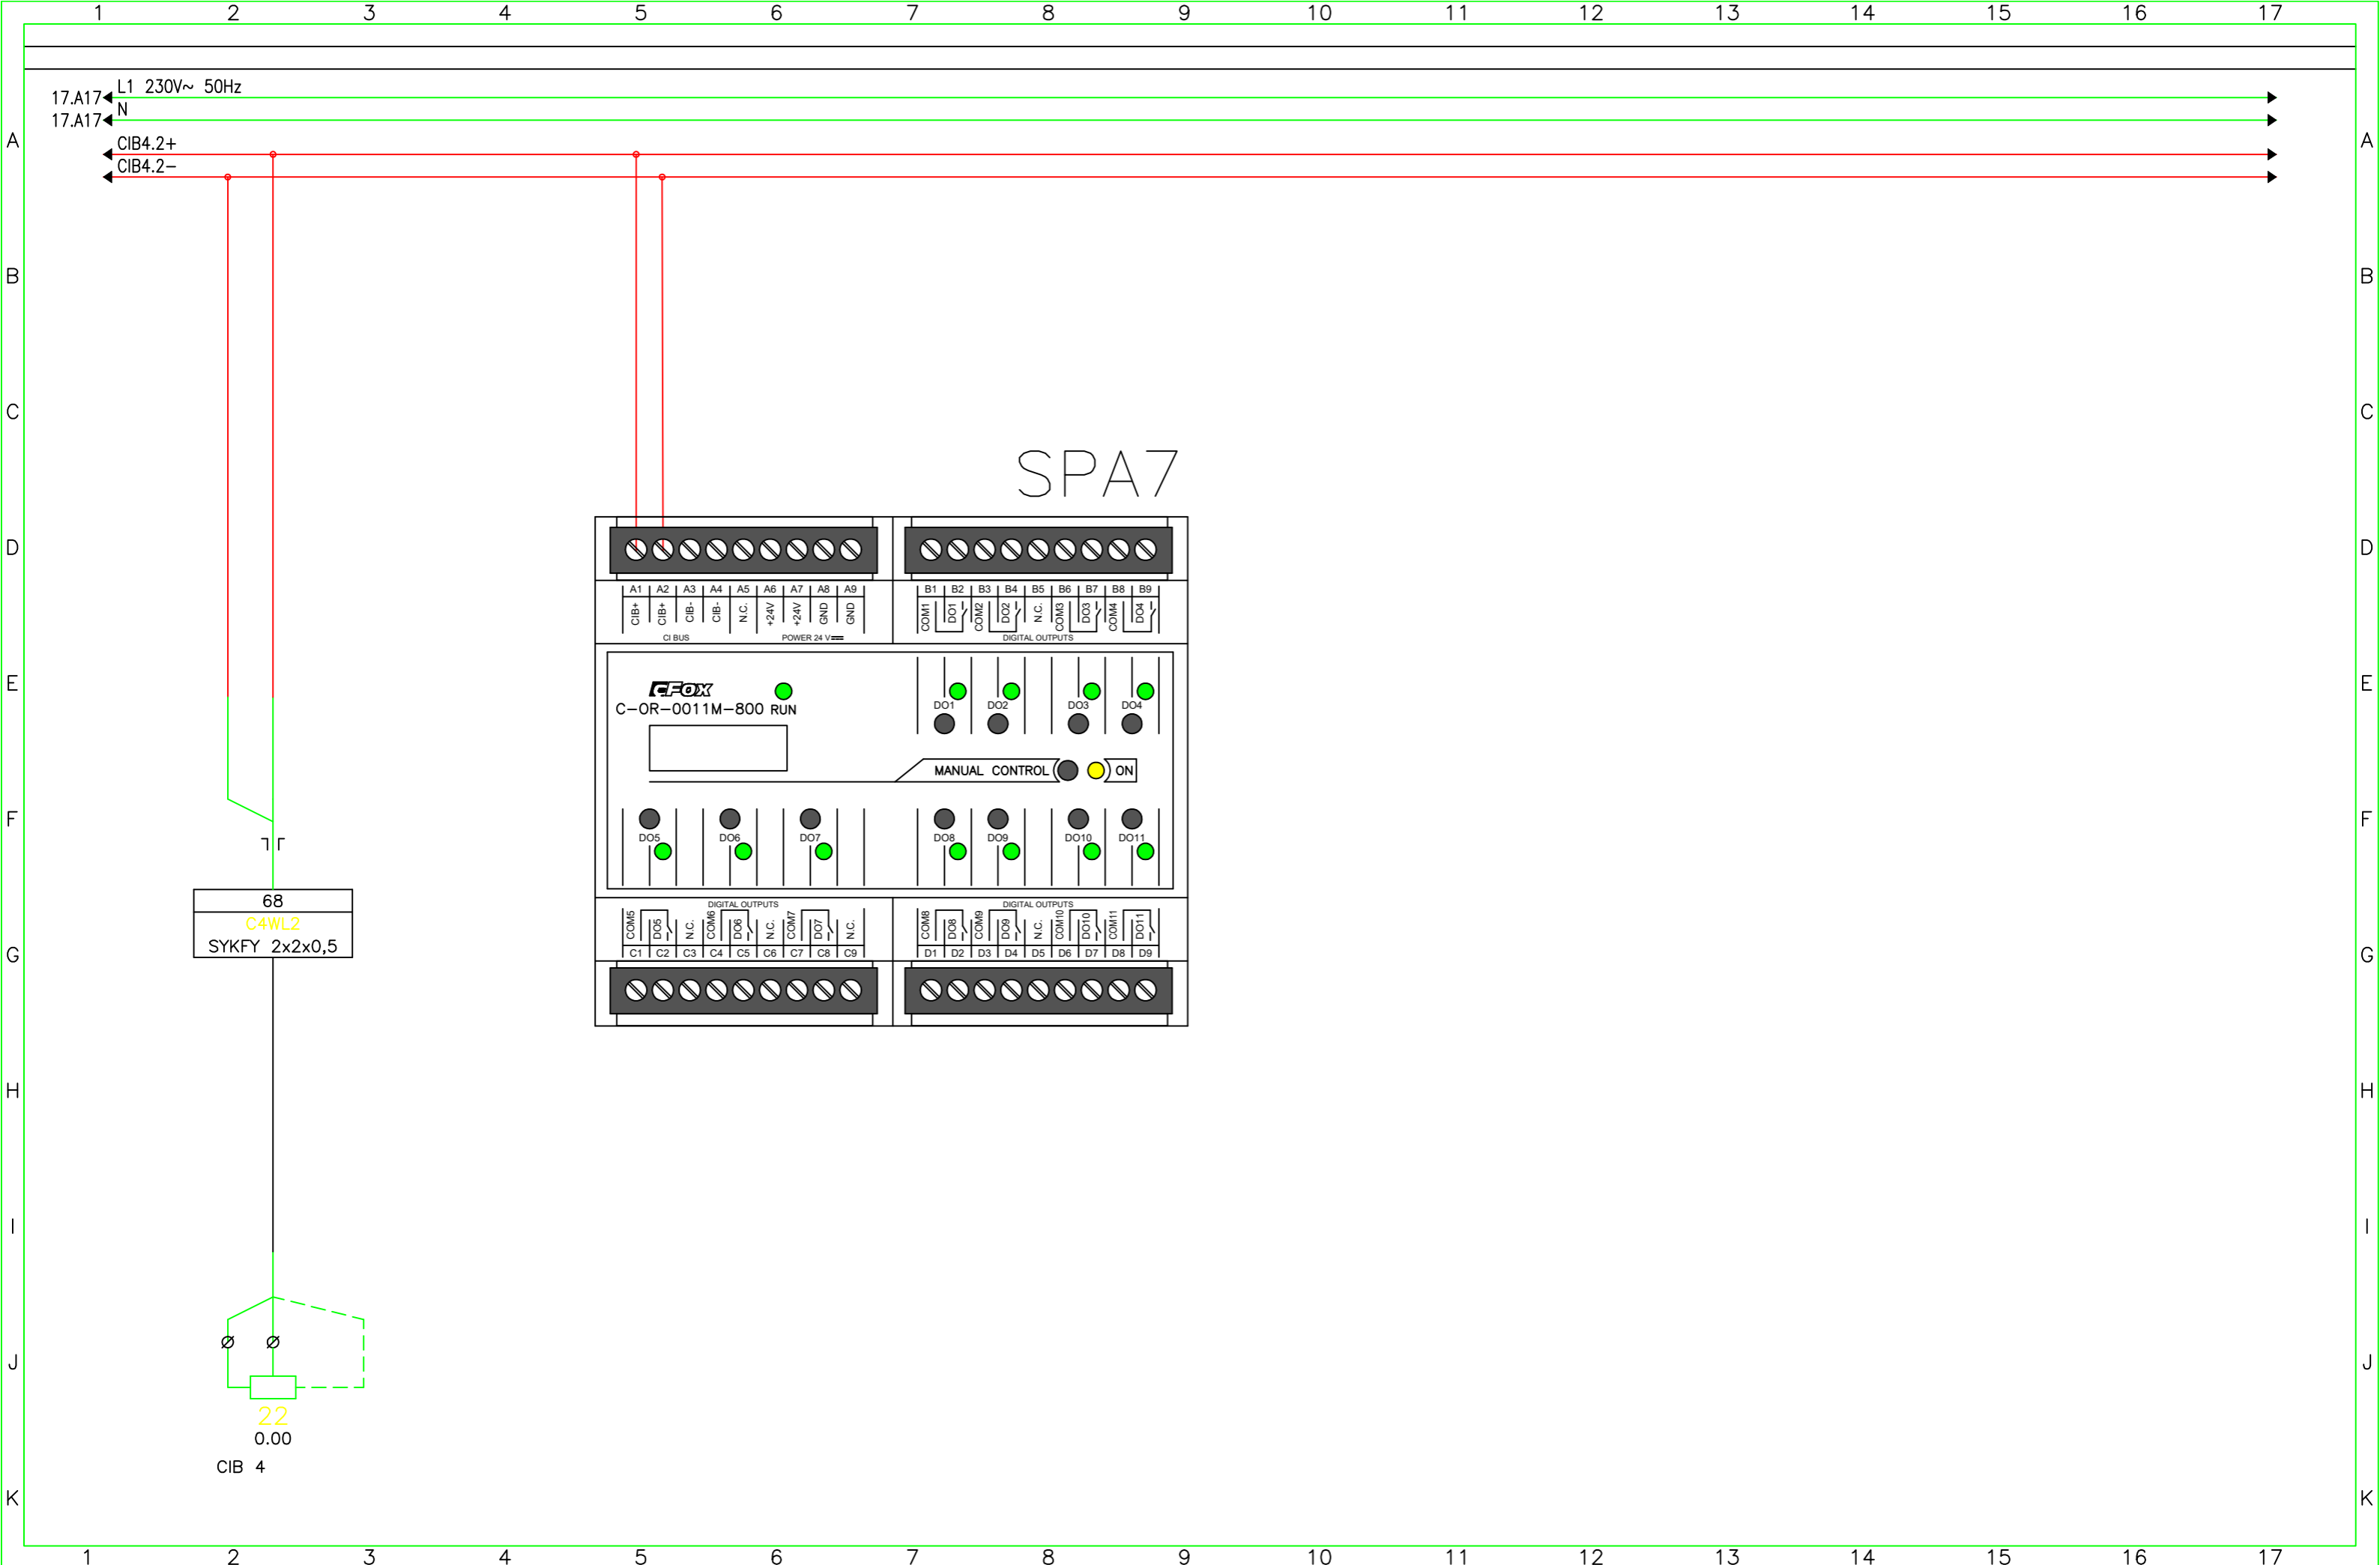 1 2 3 4 5 6 7 8 9 10 11 12 13 14 15 16 17
17.A17 L1 230V~ 50Hz
17.A17 N
A CIB4.2+ A
CIB4.2-
B B
C C
SPA7
D D
A1 A2 A3 A4 A5 A6 A7 A8 A9 B1 B2 B3 B4 B5 B6 B7 B8 B9
CIB+ CIB+ CIB- CIB- N.C. +24V +24V GND GND COM1 DO1 COM2 DO2 N.C. COM3 DO3 COM4 DO4
CI BUS POWER 24 V DIGITAL OUTPUTS
E E
CFOX
C-OR-0011M-800 RUN
DO1 DO2 DO3 DO4
MANUAL CONTROL ON
F F
DO5 DO6 DO7 DO8 DO9 DO10 DO11
68
C4WL2
SYKFY 2x2x0,5
DIGITAL OUTPUTS DIGITAL OUTPUTS
COM5 DO5 N.C. COM6 DO6 N.C. COM7 DO7 N.C. COM8 DO8 COM9 DO9 N.C. COM10 DO10 COM11 DO11
G C1 C2 C3 C4 C5 C6 C7 C8 C9 D1 D2 D3 D4 D5 D6 D7 D8 D9 G
H H
I I
J J
22
0.00
CIB 4
K K
1 2 3 4 5 6 7 8 9 10 11 12 13 14 15 16 17